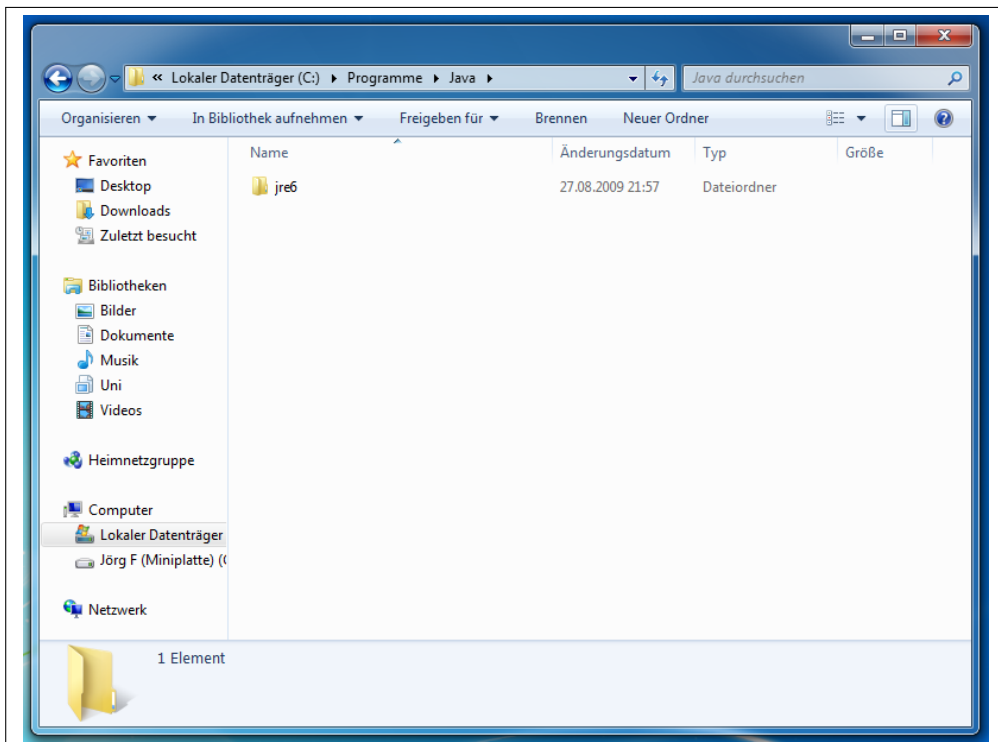 « Lokaler Datenträger (C:) Programme Java
Java durchsuchen
Organisieren In Bibliothek aufnehmen Freigeben für Brennen Neuer Ordner
Name Änderungsdatum Typ Größe
jre6 27.08.2009 21:57 Dateiordner
Favoriten
Desktop
Downloads
Zuletzt besucht
Bibliotheken
Bilder
Dokumente
Musik
Uni
Videos
Heimnetzgruppe
Computer
Lokaler Datenträger
Jörg F (Miniplatte) (
Netzwerk
1 Element